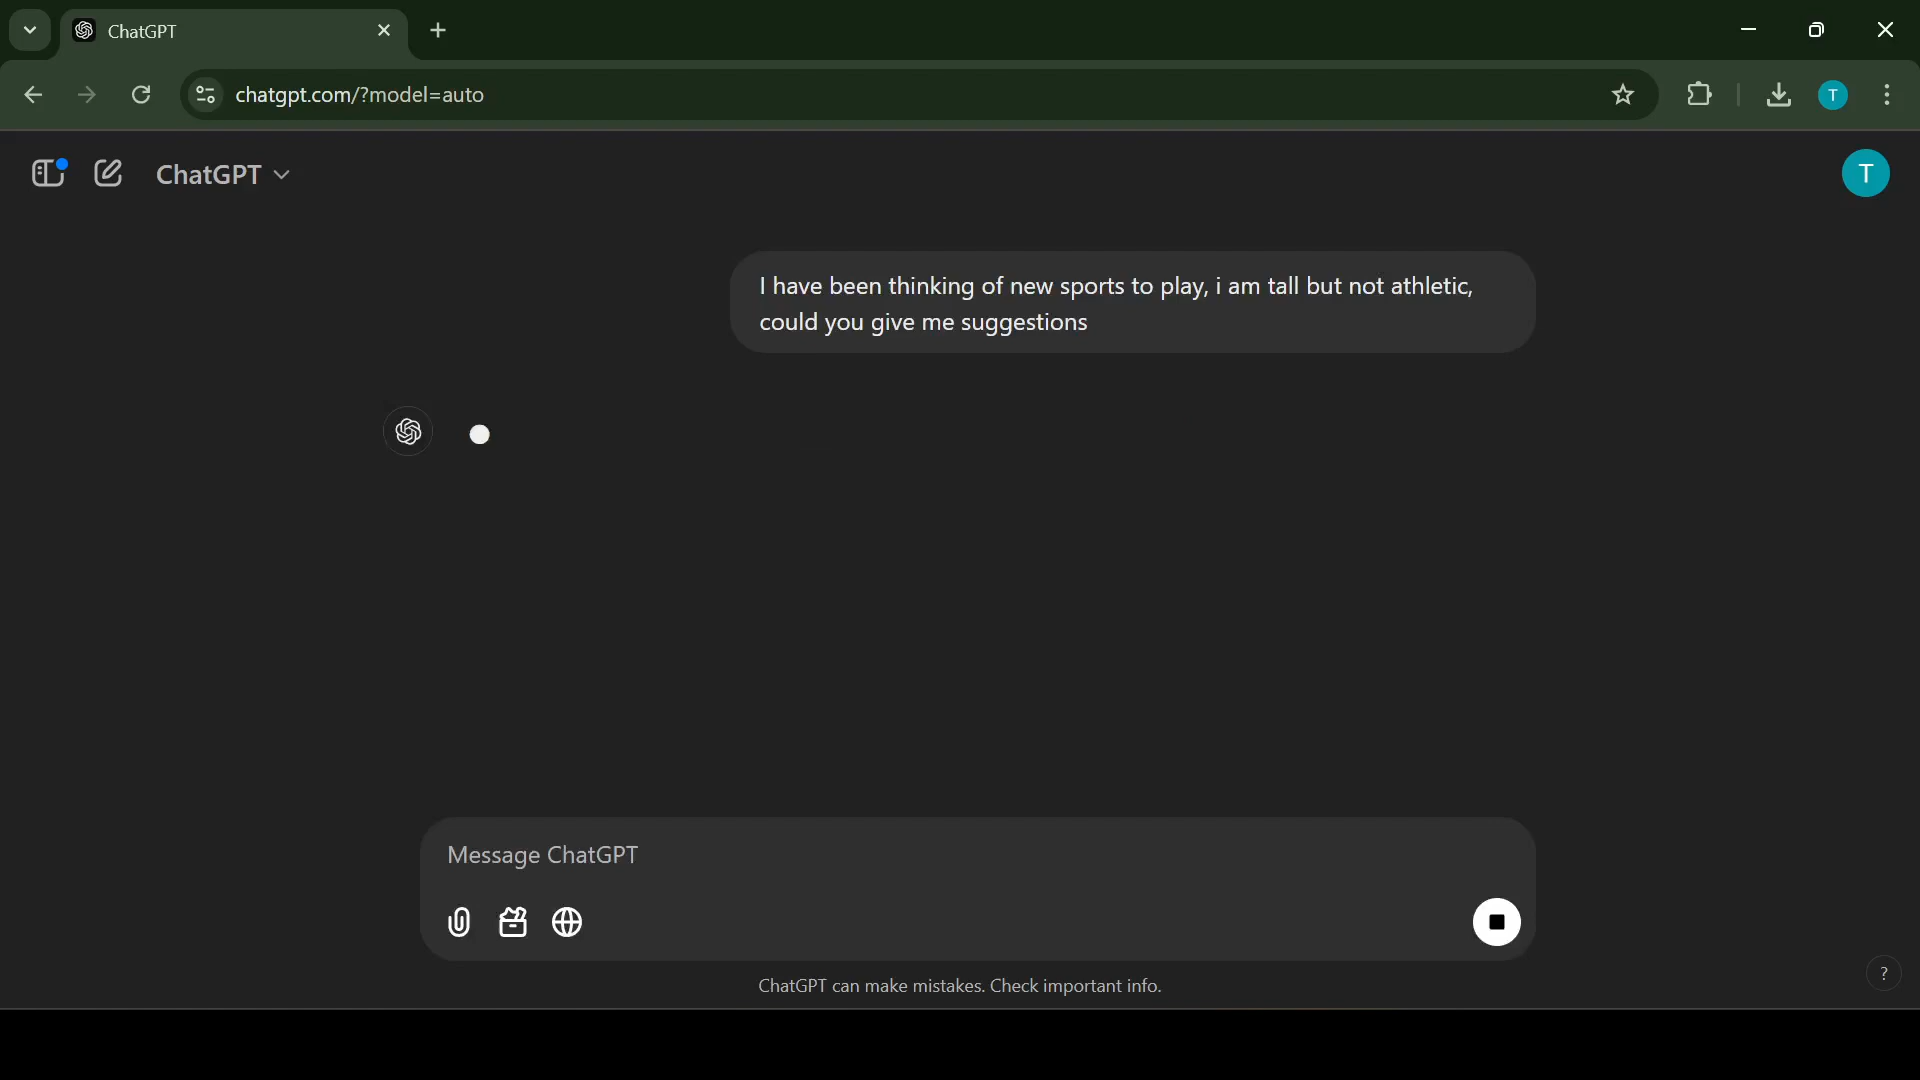 ChatGPT
chatgpt.com/?model=auto
T
ChatGPT
T
I have been thinking of new sports to play, i am tall but not athletic,
could you give me suggestions
Message ChatGPT
ChatGPT can make mistakes. Check important info.
?